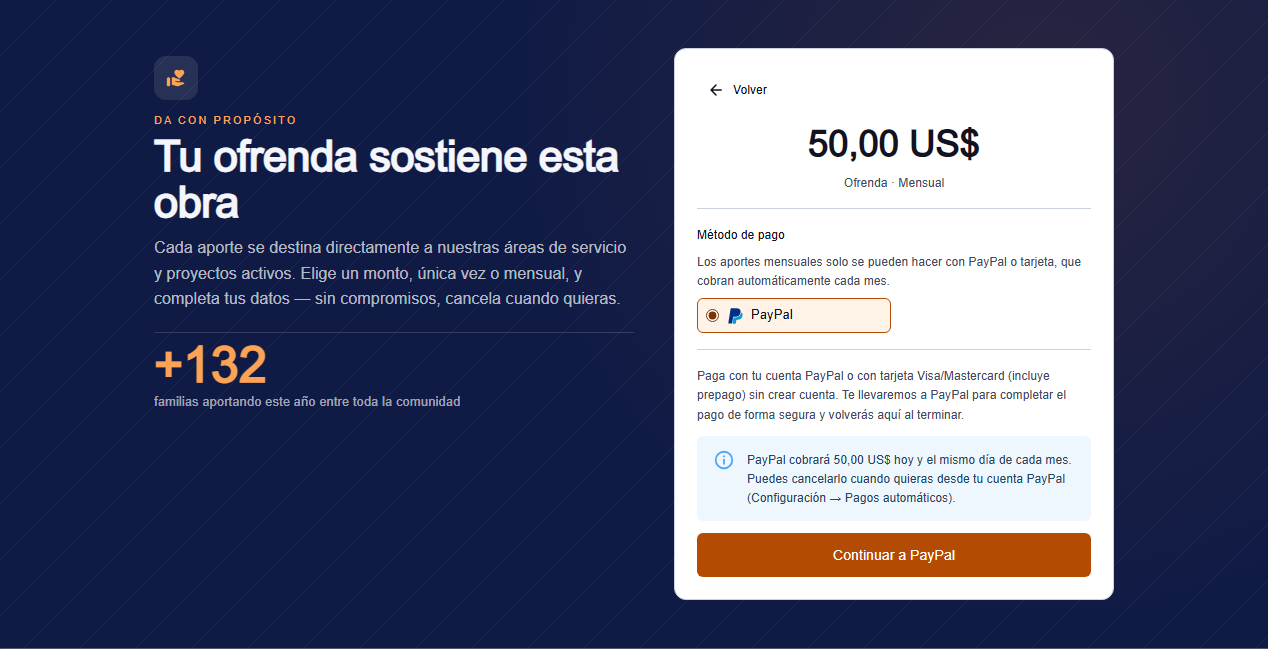 DA CON PROPÓSITO
Tu ofrenda sostiene esta
obra
Cada aporte se destina directamente a nuestras áreas de servicio
y proyectos activos. Elige un monto, única vez o mensual, y
completa tus datos — sin compromisos, cancela cuando quieras.
+132
familias aportando este año entre toda la comunidad
← Volver
50,00 US$
Ofrenda · Mensual
Método de pago
Los aportes mensuales solo se pueden hacer con PayPal o tarjeta, que
cobran automáticamente cada mes.
PayPal
Paga con tu cuenta PayPal o con tarjeta Visa/Mastercard (incluye
prepago) sin crear cuenta. Te llevaremos a PayPal para completar el
pago de forma segura y volverás aquí al terminar.
PayPal cobrará 50,00 US$ hoy y el mismo día de cada mes.
Puedes cancelarlo cuando quieras desde tu cuenta PayPal
(Configuración → Pagos automáticos).
Continuar a PayPal